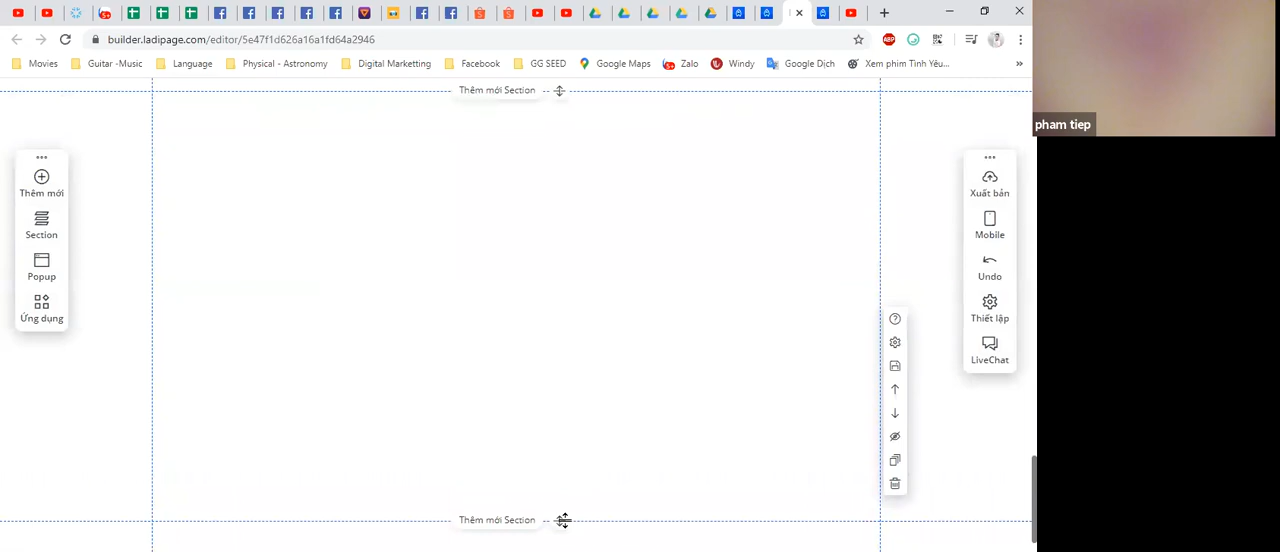 builder.ladipage.com/editor/5e47f1d626a16a1fd64a2946
ABP
Movies
Guitar -Music
Language
Physical - Astronomy
Digital Marketting
Facebook
GG SEED
Google Maps
Zalo
Windy
Google Dịch
Xem phim Tình Yêu...
»
pham tiep
Thêm mới Section
Thêm mới
Section
Popup
Ứng dụng
Xuất bản
Mobile
Undo
Thiết lập
LiveChat
Thêm mới Section